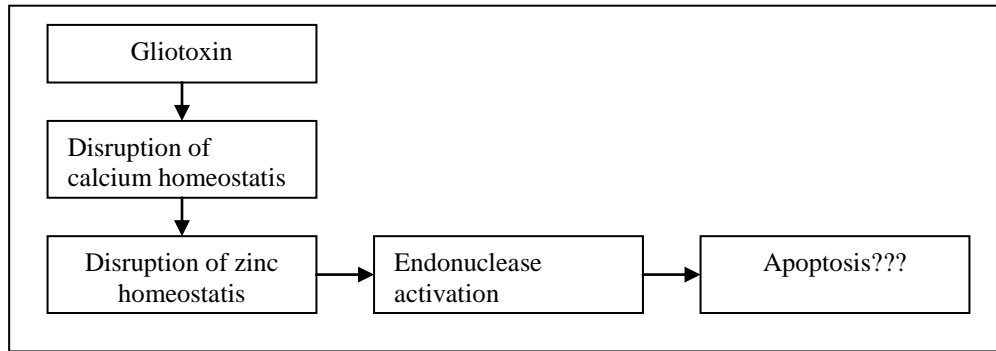 Gliotoxin
Disruption of
calcium homeostatis
Disruption of zinc
homeostatis
Endonuclease
activation
Apoptosis???